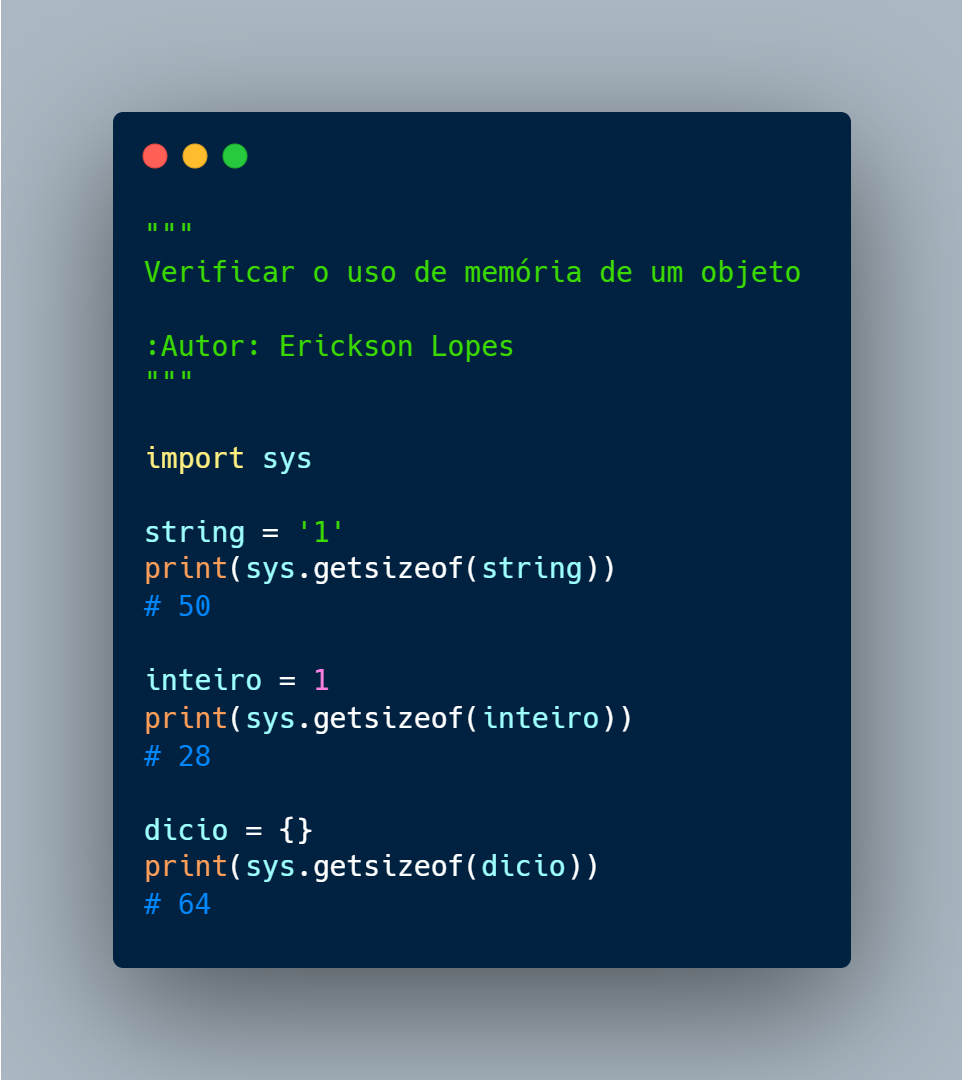 """
Verificar o uso de memória de um objeto
:Autor: Erickson Lopes
"""
import sys
string = '1'
print(sys.getsizeof(string))
# 50
inteiro = 1
print(sys.getsizeof(inteiro))
# 28
dicio = {}
print(sys.getsizeof(dicio))
# 64